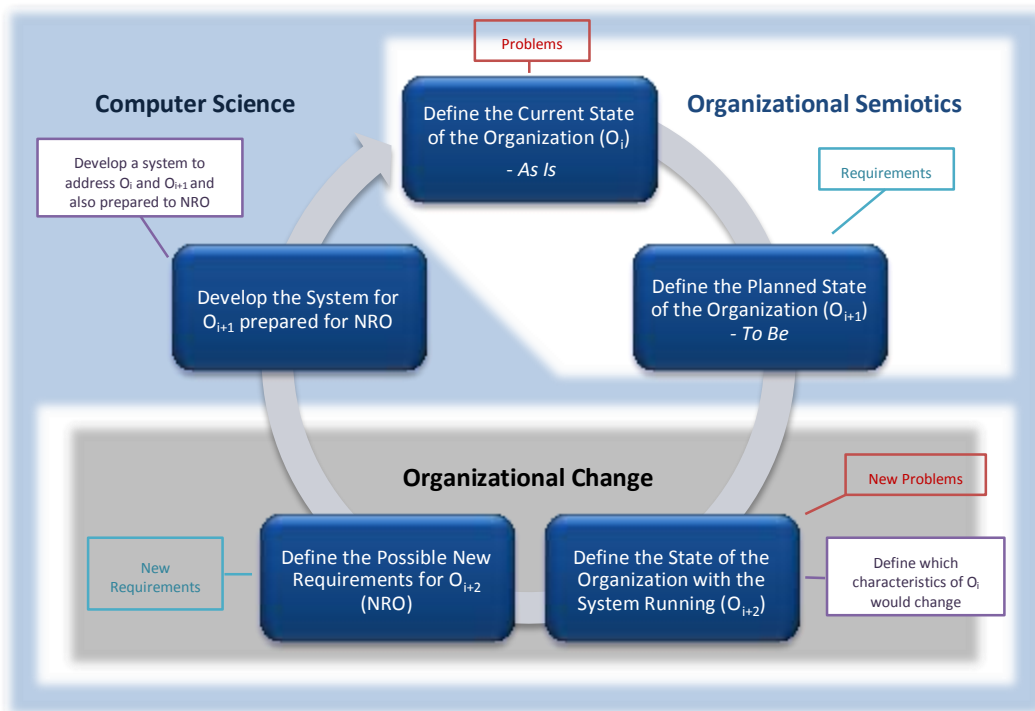 Problems
Computer Science
Define the Current State
of the Organization (Oi)
- As Is
Organizational Semiotics
Develop a system to
address Oi and Oi+1 and
also prepared to NRO
Requirements
Develop the System for
Oi+1 prepared for NRO
Define the Planned State
of the Organization (Oi+1)
- To Be
Organizational Change
New Problems
New
Requirements
Define the Possible New
Requirements for Oi+2
(NRO)
Define the State of the
Organization with the
System Running (Oi+2)
Define which
characteristics of Oi
would change